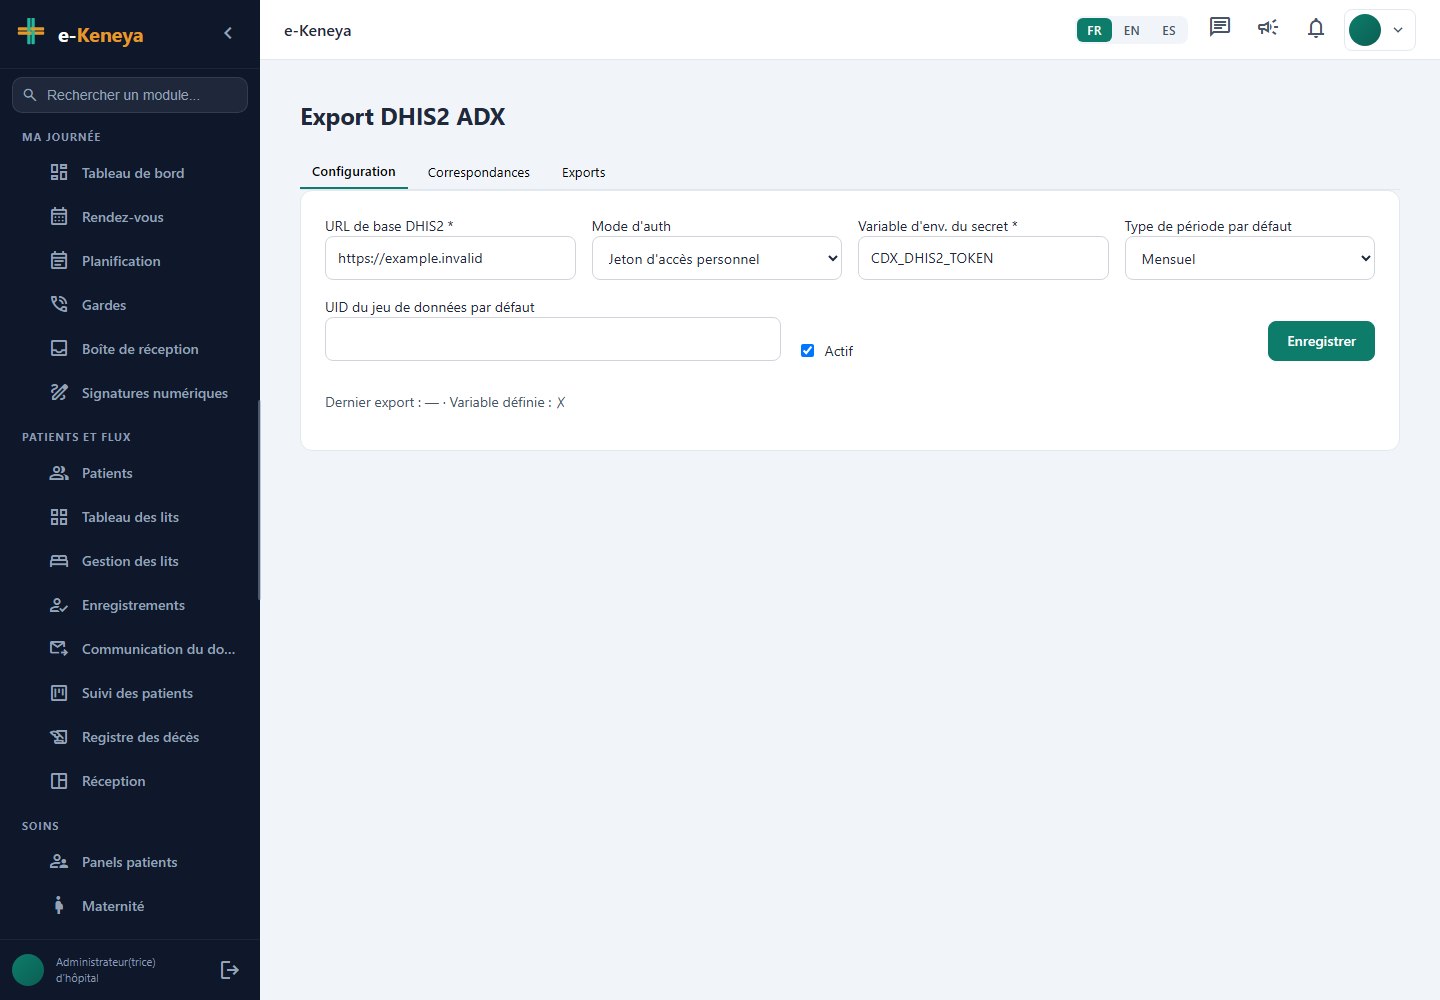 e-Keneya
Rechercher un module...
MA JOURNÉE
Tableau de bord
Rendez-vous
Planification
Gardes
Boîte de réception
Signatures numériques
PATIENTS ET FLUX
Patients
Tableau des lits
Gestion des lits
Enregistrements
Communication du do...
Suivi des patients
Registre des décès
Réception
SOINS
Panels patients
Maternité
Administrateur(trice)
d'hôpital
e-Keneya
FR EN ES
Export DHIS2 ADX
Configuration Correspondances Exports
URL de base DHIS2 * Mode d'auth Variable d'env. du secret * Type de période par défaut
https://example.invalid Jeton d'accès personnel CDX_DHIS2_TOKEN Mensuel
UID du jeu de données par défaut
Actif Enregistrer
Dernier export : — · Variable définie : ✗